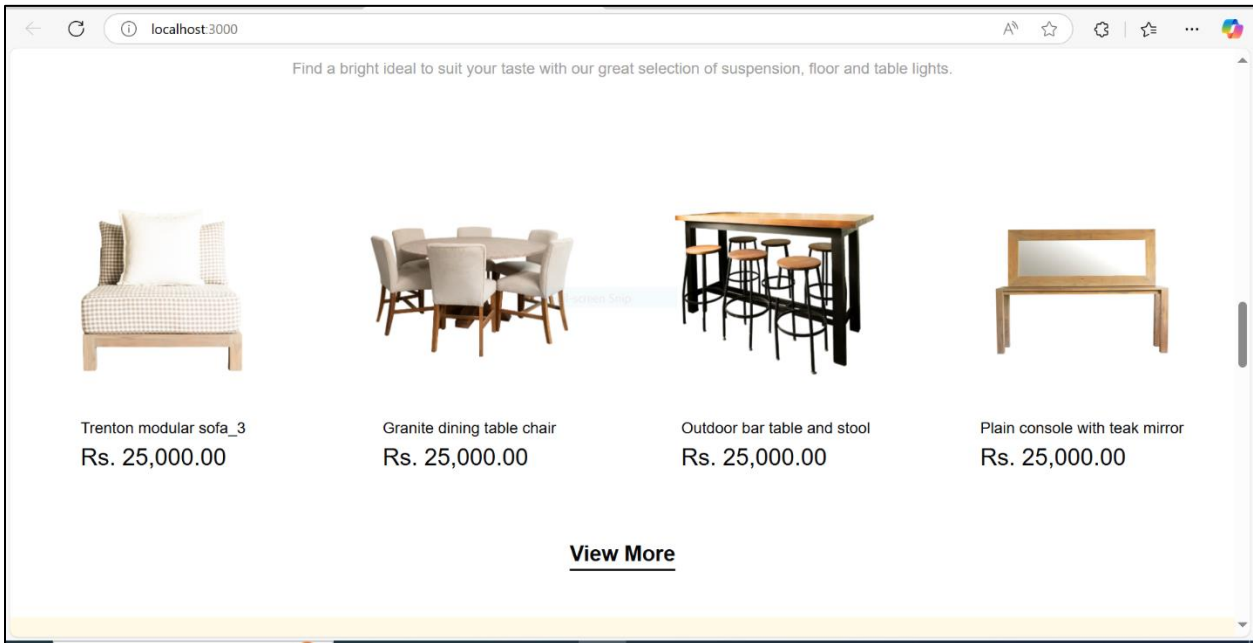 localhost:3000
Find a bright ideal to suit your taste with our great selection of suspension, floor and table lights.
Trenton modular sofa_3
Rs. 25,000.00
Granite dining table chair
Rs. 25,000.00
Outdoor bar table and stool
Rs. 25,000.00
Plain console with teak mirror
Rs. 25,000.00
View More